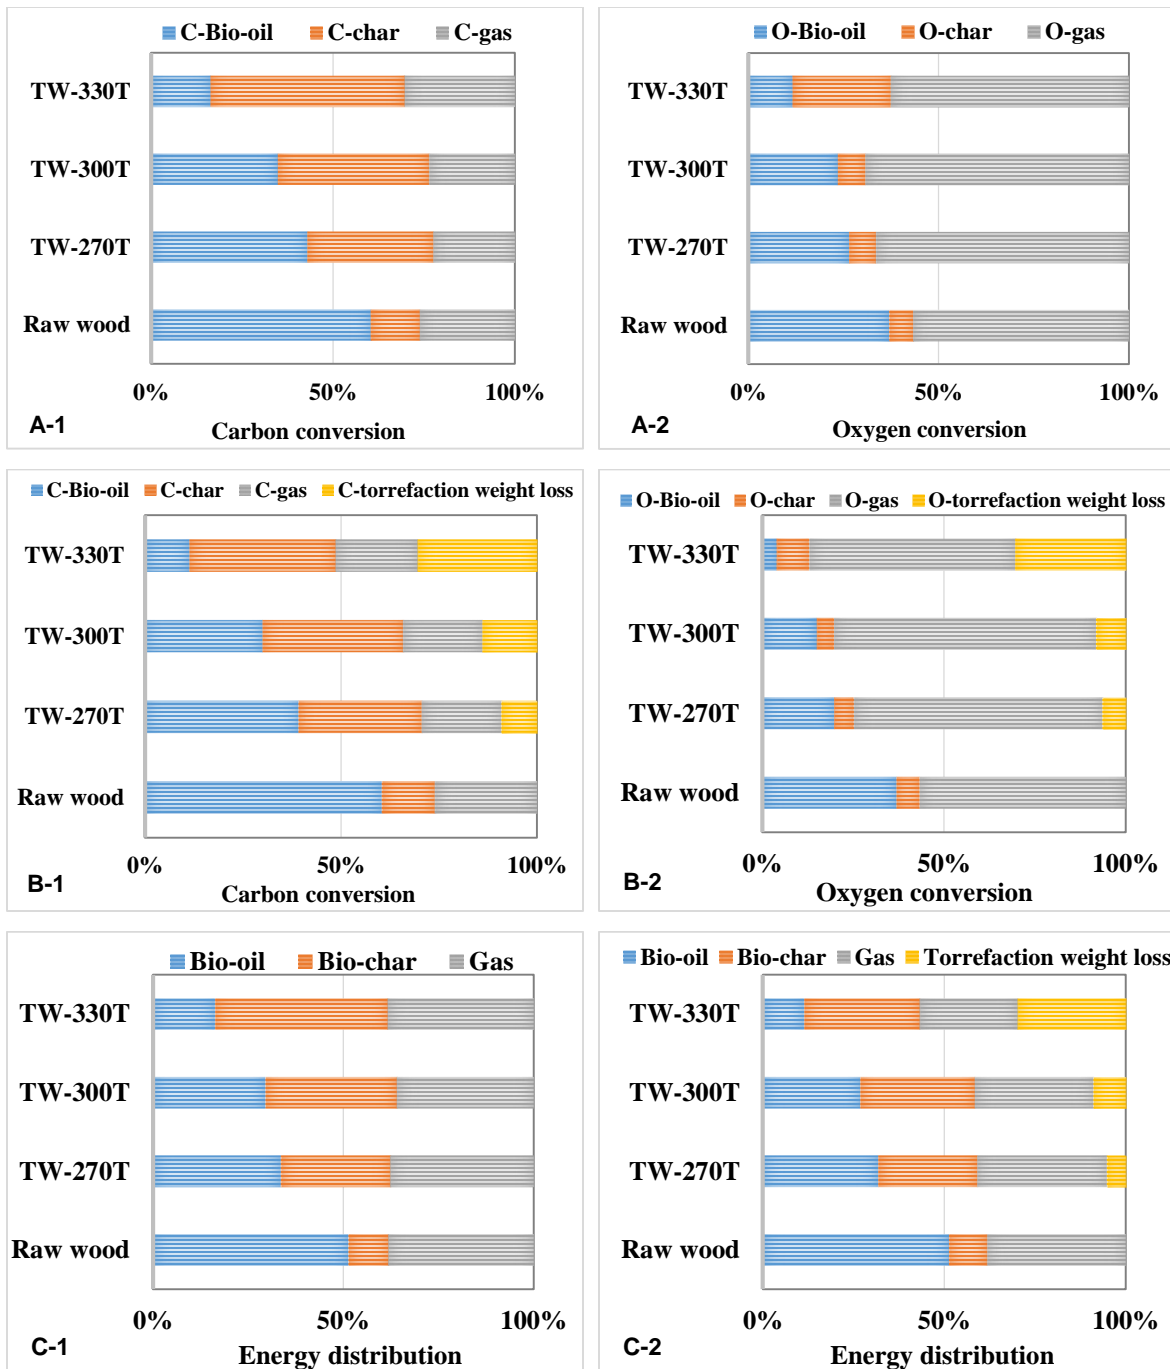 C-Bio-oil C-char C-gas
TW-330T
TW-300T
TW-270T
Raw wood
0% 50% 100%
A-1 Carbon conversion
O-Bio-oil O-char O-gas
TW-330T
TW-300T
TW-270T
Raw wood
0% 50% 100%
A-2 Oxygen conversion
C-Bio-oil C-char C-gas C-torrefaction weight loss
TW-330T
TW-300T
TW-270T
Raw wood
0% 50% 100%
B-1 Carbon conversion
O-Bio-oil O-char O-gas O-torrefaction weight loss
TW-330T
TW-300T
TW-270T
Raw wood
0% 50% 100%
B-2 Oxygen conversion
Bio-oil Bio-char Gas
TW-330T
TW-300T
TW-270T
Raw wood
0% 50% 100%
C-1 Energy distribution
Bio-oil Bio-char Gas Torrefaction weight loss
TW-330T
TW-300T
TW-270T
Raw wood
0% 50% 100%
C-2 Energy distribution